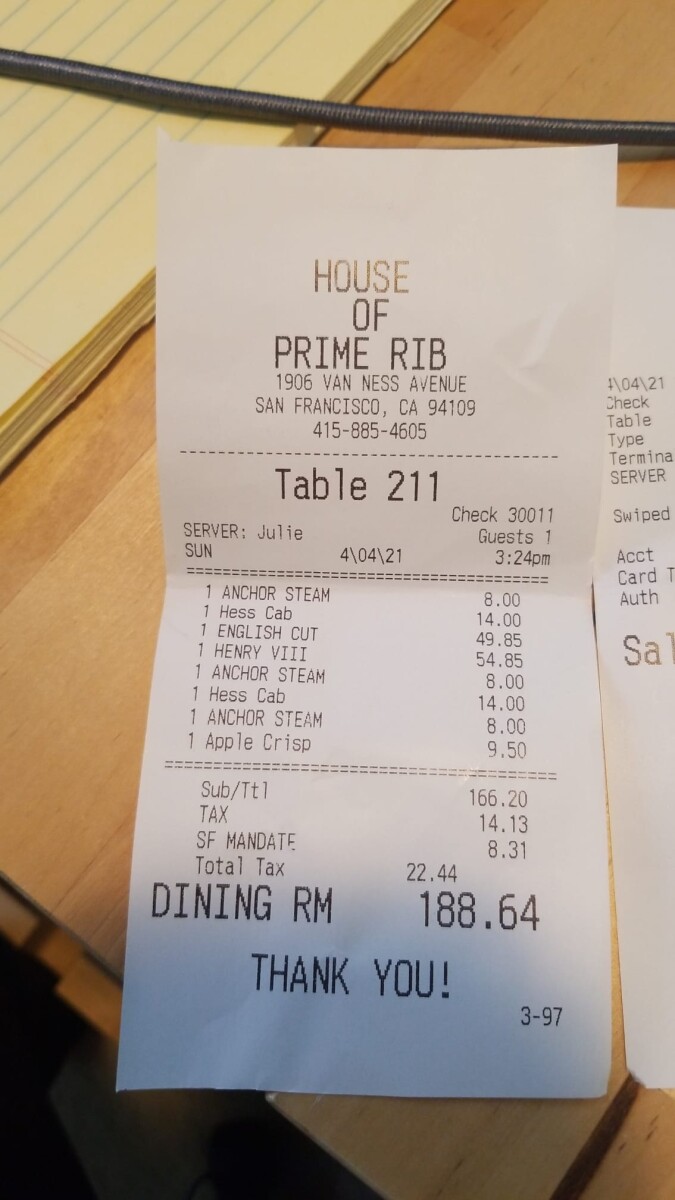 HOUSE
OF
PRIME RIB
1906 VAN NESS AVENUE
SAN FRANCISCO, CA 94109
415-885-4605
Table 211
Check 30011
SERVER: Julie Guests 1
SUN 4\04\21 3:24pm
1 ANCHOR STEAM 8.00
1 Hess Cab 14.00
1 ENGLISH CUT 49.85
1 HENRY VIII 54.85
1 ANCHOR STEAM 8.00
1 Hess Cab 14.00
1 ANCHOR STEAM 8.00
1 Apple Crisp 9.50
Sub/Ttl 166.20
TAX 14.13
SF MANDATE 8.31
Total Tax 22.44
DINING RM 188.64
THANK YOU!
3-97
4\04\21
Check
Table
Type
Termina
SERVER
Swiped
Acct
Card T
Auth
Sal